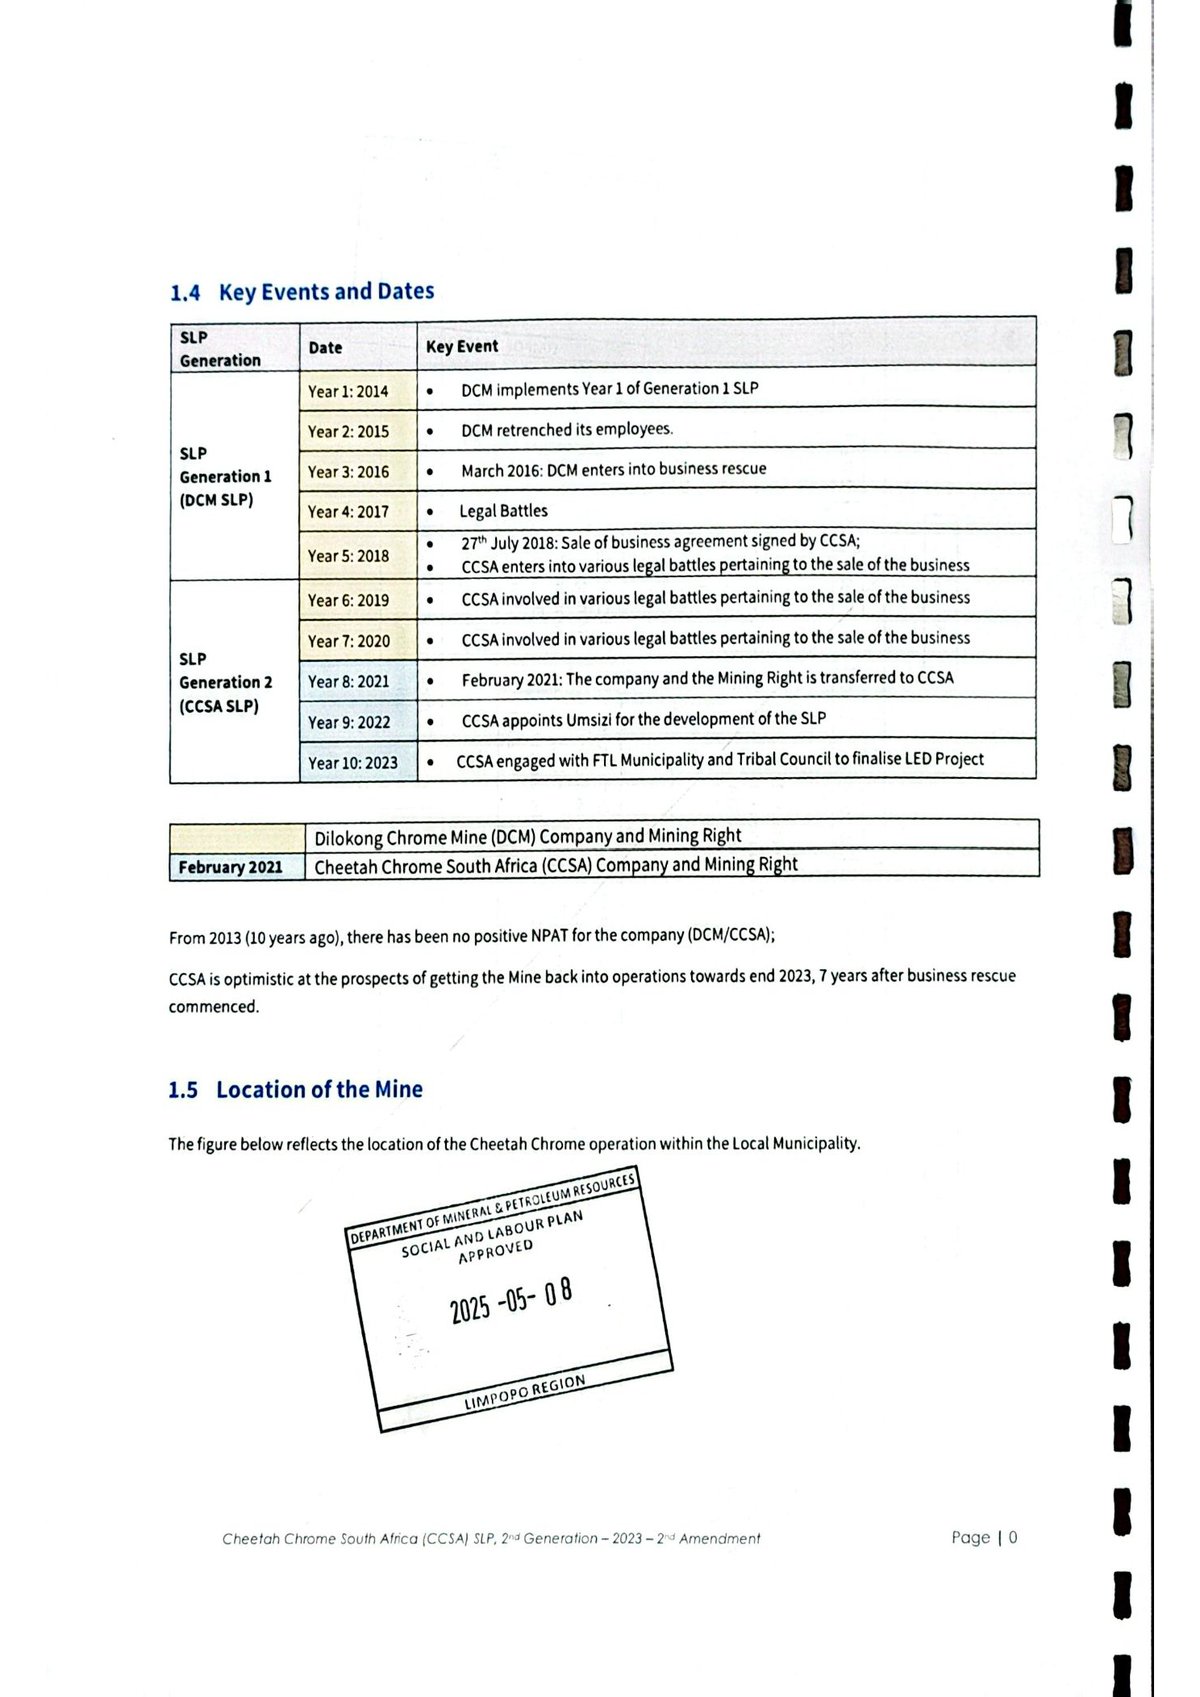 1.4 Key Events and Dates
SLP Generation Date Key Event
SLP Generation 1 (DCM SLP)
Year 1: 2014 • DCM implements Year 1 of Generation 1 SLP
Year 2: 2015 • DCM retrenched its employees.
Year 3: 2016 • March 2016: DCM enters into business rescue
Year 4: 2017 • Legal Battles
Year 5: 2018 • 27th July 2018: Sale of business agreement signed by CCSA;
• CCSA enters into various legal battles pertaining to the sale of the business
SLP Generation 2 (CCSA SLP)
Year 6: 2019 • CCSA involved in various legal battles pertaining to the sale of the business
Year 7: 2020 • CCSA involved in various legal battles pertaining to the sale of the business
Year 8: 2021 • February 2021: The company and the Mining Right is transferred to CCSA
Year 9: 2022 • CCSA appoints Umsizi for the development of the SLP
Year 10: 2023 • CCSA engaged with FTL Municipality and Tribal Council to finalise LED Project
Dilokong Chrome Mine (DCM) Company and Mining Right
February 2021 Cheetah Chrome South Africa (CCSA) Company and Mining Right
From 2013 (10 years ago), there has been no positive NPAT for the company (DCM/CCSA);
CCSA is optimistic at the prospects of getting the Mine back into operations towards end 2023, 7 years after business rescue
commenced.
1.5 Location of the Mine
The figure below reflects the location of the Cheetah Chrome operation within the Local Municipality.
DEPARTMENT OF MINERAL & PETROLEUM RESOURCES
SOCIAL AND LABOUR PLAN
APPROVED
2025 -05- 08
LIMPOPO REGION
Cheetah Chrome South Africa (CCSA) SLP, 2nd Generation – 2023 – 2nd Amendment Page | 0